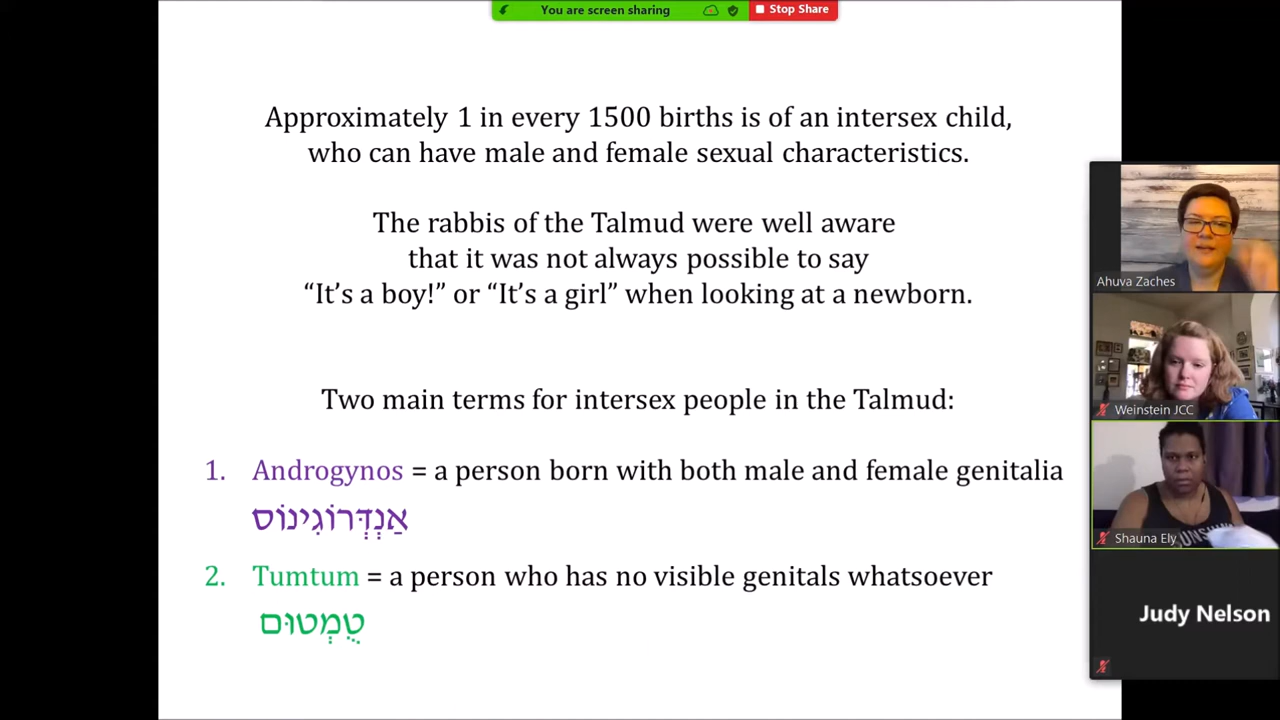 You are screen sharing
Stop Share
Approximately 1 in every 1500 births is of an intersex child,
who can have male and female sexual characteristics.
The rabbis of the Talmud were well aware
that it was not always possible to say
“It’s a boy!” or “It’s a girl” when looking at a newborn.
Two main terms for intersex people in the Talmud:
1. Androgynos = a person born with both male and female genitalia
אַנְדְּרוֹגִינוֹס
2. Tumtum = a person who has no visible genitals whatsoever
טֻמְטוּם
Ahuva Zaches
Weinstein JCC
Shauna Ely
Judy Nelson